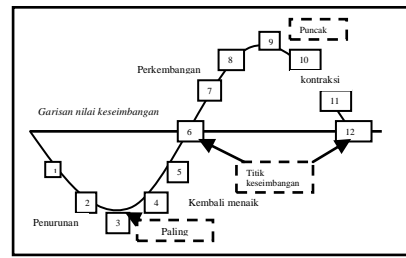 9
Puncak
8
10
Perkembangan
kontraksi
7
11
Garisan nilai keseimbangan
6
12
1
5
Titik
keseimbangan
2
4
Kembali menaik
Penurunan
3
Paling